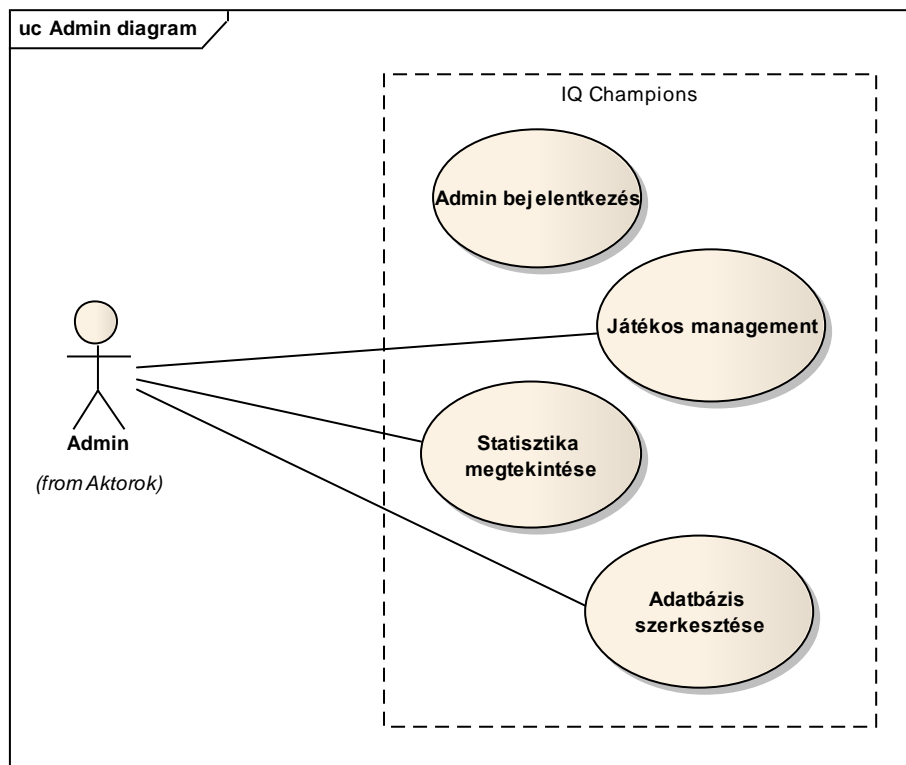 uc Admin diagram
IQ Champions
Admin bejelentkezés
Játékos management
Admin
(from Aktorok)
Statisztika
megtekintése
Adatbázis
szerkesztése